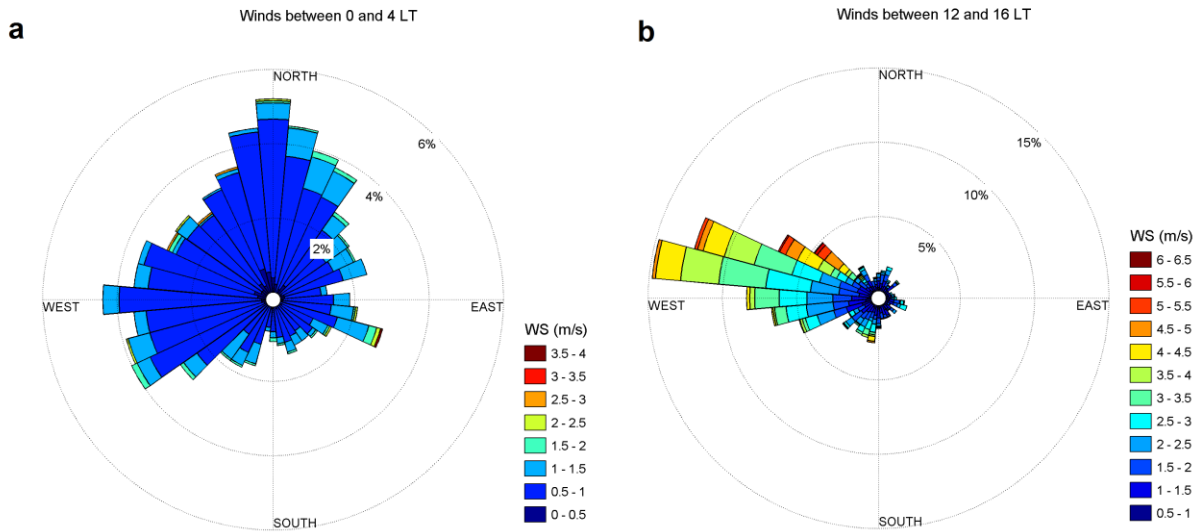 a
Winds between 0 and 4 LT
NORTH
6%
4%
2%
WEST
EAST
SOUTH
WS (m/s)
3.5 - 4
3 - 3.5
2.5 - 3
2 - 2.5
1.5 - 2
1 - 1.5
0.5 - 1
0 - 0.5
b
Winds between 12 and 16 LT
NORTH
15%
10%
5%
WEST
EAST
SOUTH
WS (m/s)
6 - 6.5
5.5 - 6
5 - 5.5
4.5 - 5
4 - 4.5
3.5 - 4
3 - 3.5
2.5 - 3
2 - 2.5
1.5 - 2
1 - 1.5
0.5 - 1